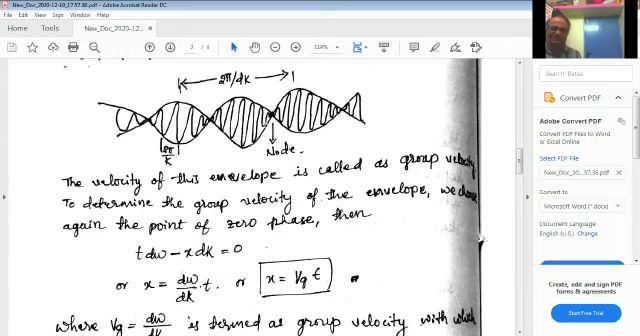 New_Doc_2020-12-10_17.57.36.pdf - Adobe Acrobat Reader DC
File Edit View Sign Window Help
Home Tools New_Doc_2020-12-... ×
2 / 4 119%
2π/dk
2π/k
Node.
The velocity of this envelope is called as group velocity
To determine the group velocity of the envelope, we choose
again the point of zero phase, then
t dω - x dk = 0
or x = dω/dk . t or x = Vg t
where Vg = dω/dk is termed as group velocity with which
Search 'Bates'
Convert PDF
Adobe Convert PDF
Convert PDF Files to Word
or Excel Online
Select PDF File
New_Doc_2020-12...57.36.pdf ×
Convert to
Microsoft Word (*.docx)
Document Language:
English (U.S.) Change
Create, edit and sign PDF
forms & agreements
Start Free Trial